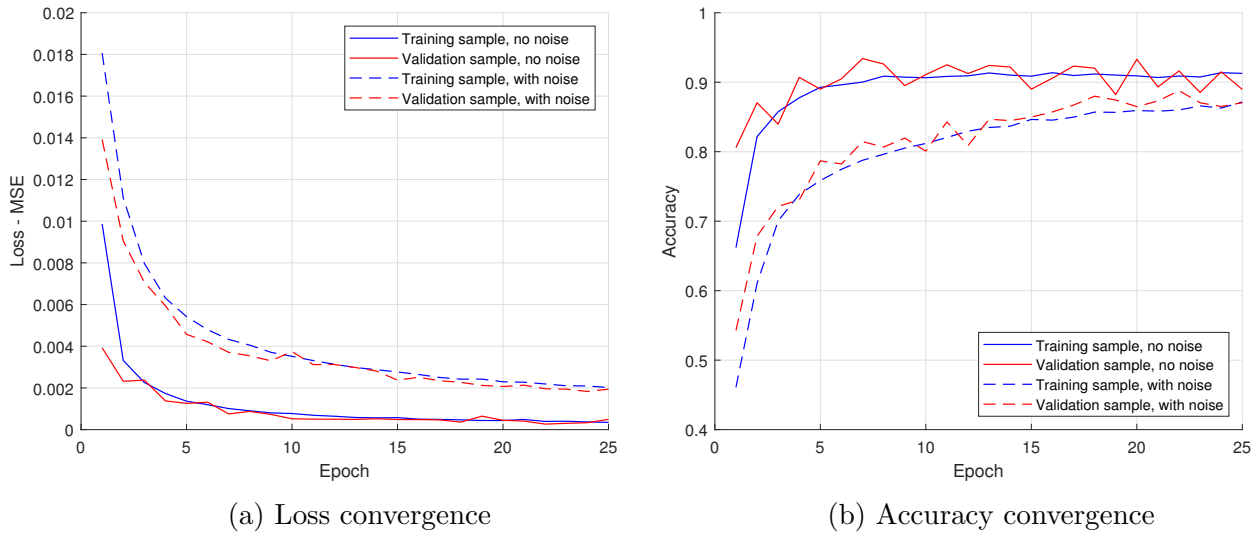 0.02
0.018
0.016
0.014
0.012
0.01
0.008
0.006
0.004
0.002
0
Loss - MSE
0 5 10 15 20 25
Epoch
Training sample, no noise
Validation sample, no noise
Training sample, with noise
Validation sample, with noise
(a) Loss convergence
1
0.9
0.8
0.7
0.6
0.5
0.4
Accuracy
0 5 10 15 20 25
Epoch
Training sample, no noise
Validation sample, no noise
Training sample, with noise
Validation sample, with noise
(b) Accuracy convergence